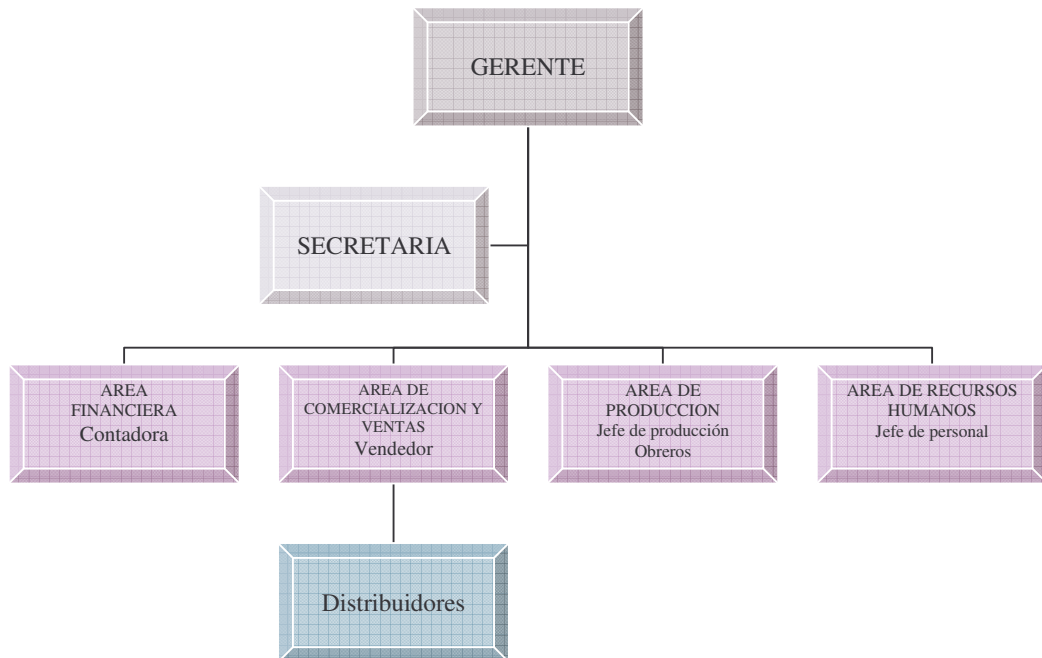 GERENTE
SECRETARIA
AREA
FINANCIERA
Contadora
AREA DE
COMERCIALIZACION Y
VENTAS
Vendedor
AREA DE
PRODUCCION
Jefe de producción
Obreros
AREA DE RECURSOS
HUMANOS
Jefe de personal
Distribuidores